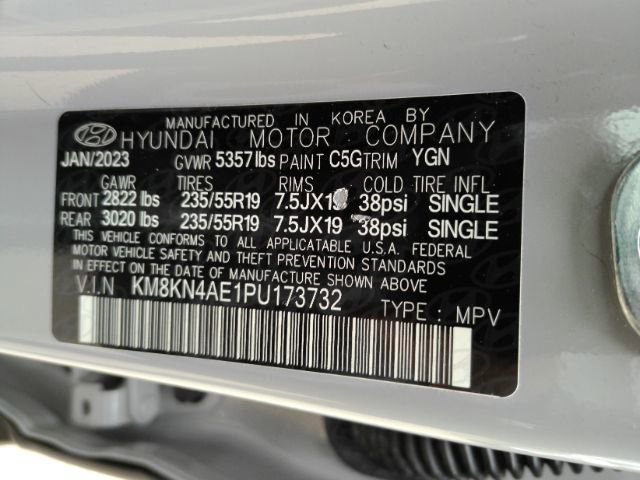 MANUFACTURED IN KOREA BY
HYUNDAI MOTOR COMPANY
JAN/2023 GVWR 5357 lbs PAINT C5G TRIM YGN
GAWR TIRES RIMS COLD TIRE INFL.
FRONT 2822 lbs 235/55R19 7.5JX19 38psi SINGLE
REAR 3020 lbs 235/55R19 7.5JX19 38psi SINGLE
THIS VEHICLE CONFORMS TO ALL APPLICABLE U.S.A. FEDERAL
MOTOR VEHICLE SAFETY AND THEFT PREVENTION STANDARDS
IN EFFECT ON THE DATE OF MANUFACTURE SHOWN ABOVE
V.I.N KM8KN4AE1PU173732
TYPE : MPV